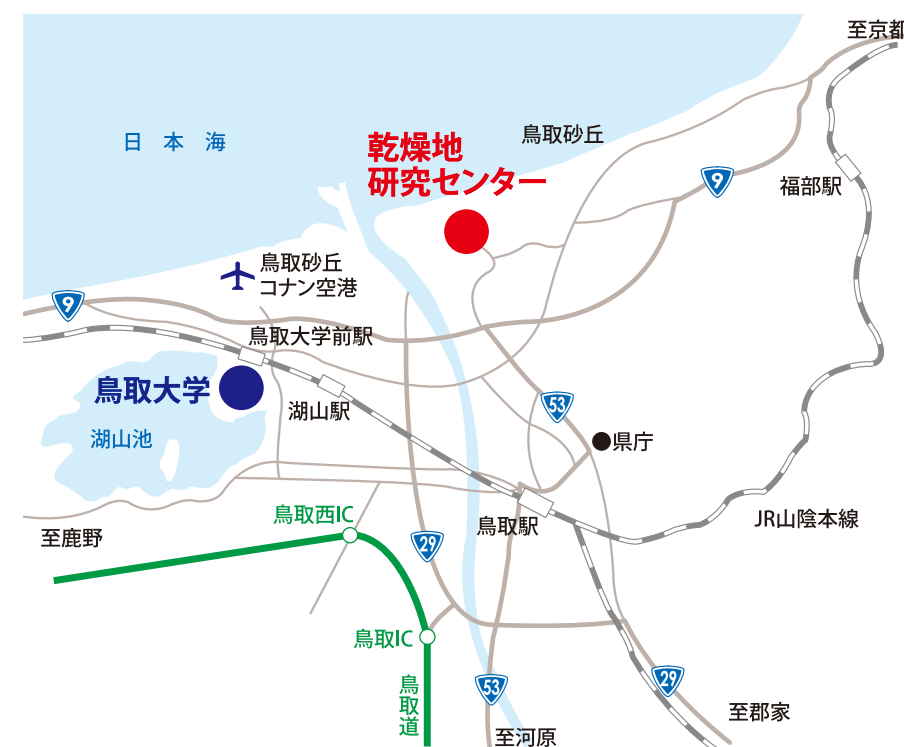 至京都
日本海
鳥取砂丘
乾燥地
研究センター
9
福部駅
鳥取砂丘
コナン空港
9
鳥取大学前駅
鳥取大学
湖山駅
53
湖山池
県庁
鳥取西IC
鳥取駅
JR山陰本線
至鹿野
29
鳥取IC
鳥取道
53
29
至郡家
至河原